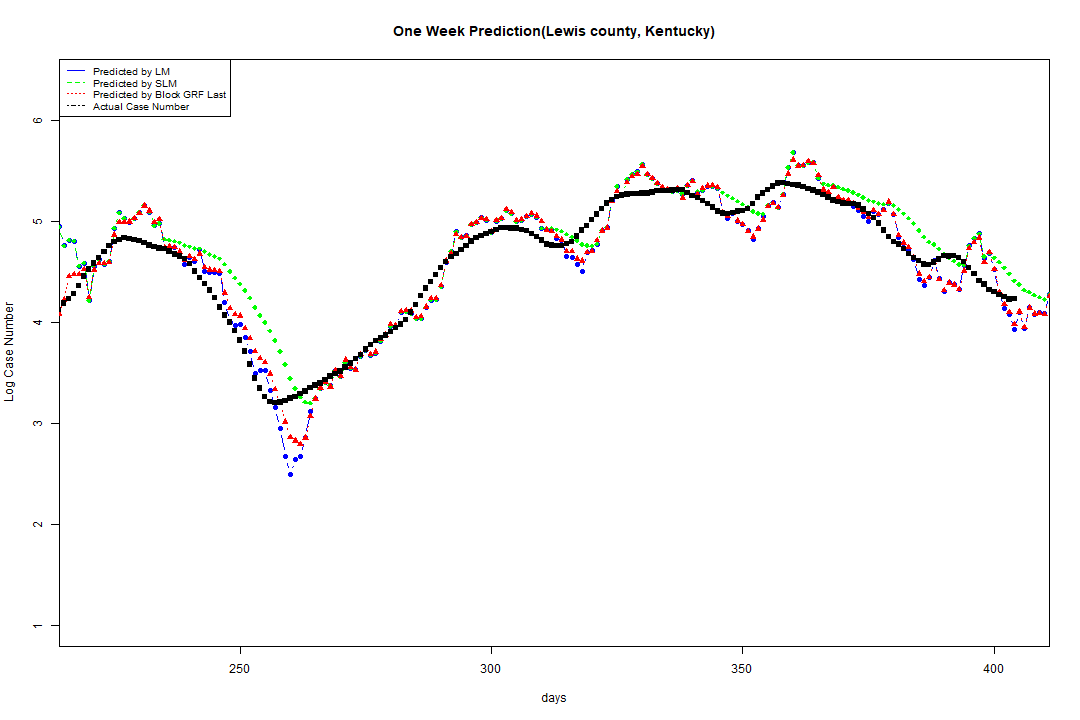 One Week Prediction(Lewis county, Kentucky)
Predicted by LM
Predicted by SLM
Predicted by Block GRF Last
Actual Case Number
6
5
4
3
2
1
Log Case Number
250
300
350
400
days